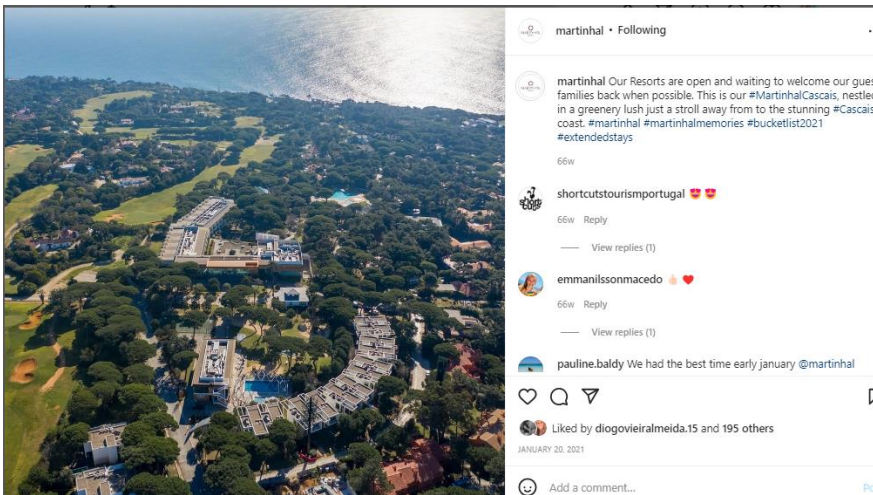 martinhal • Following
martinhal Our Resorts are open and waiting to welcome our gues
families back when possible. This is our #MartinhalCascais, nestled
in a greenery lush just a stroll away from to the stunning #Cascais
coast. #martinhal #martinhalmemories #bucketlist2021
#extendedstays
66w
shortcutstourismportugal 😍 😍
66w Reply
View replies (1)
emmanilssonmacedo 👍🏻 ❤️
66w Reply
View replies (1)
pauline.baldy We had the best time early january @martinhal
Liked by diogovieiralmeida.15 and 195 others
JANUARY 20, 2021
Add a comment...
Po